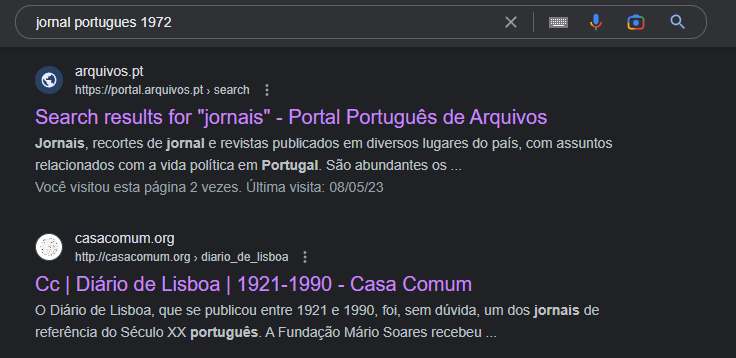 jornal portugues 1972
arquivos.pt
https://portal.arquivos.pt › search
Search results for "jornais" - Portal Português de Arquivos
Jornais, recortes de jornal e revistas publicados em diversos lugares do país, com assuntos
relacionados com a vida política em Portugal. São abundantes os ...
Você visitou esta página 2 vezes. Última visita: 08/05/23
casacomum.org
http://casacomum.org › diario_de_lisboa
Cc | Diário de Lisboa | 1921-1990 - Casa Comum
O Diário de Lisboa, que se publicou entre 1921 e 1990, foi, sem dúvida, um dos jornais de
referência do Século XX português. A Fundação Mário Soares recebeu ...